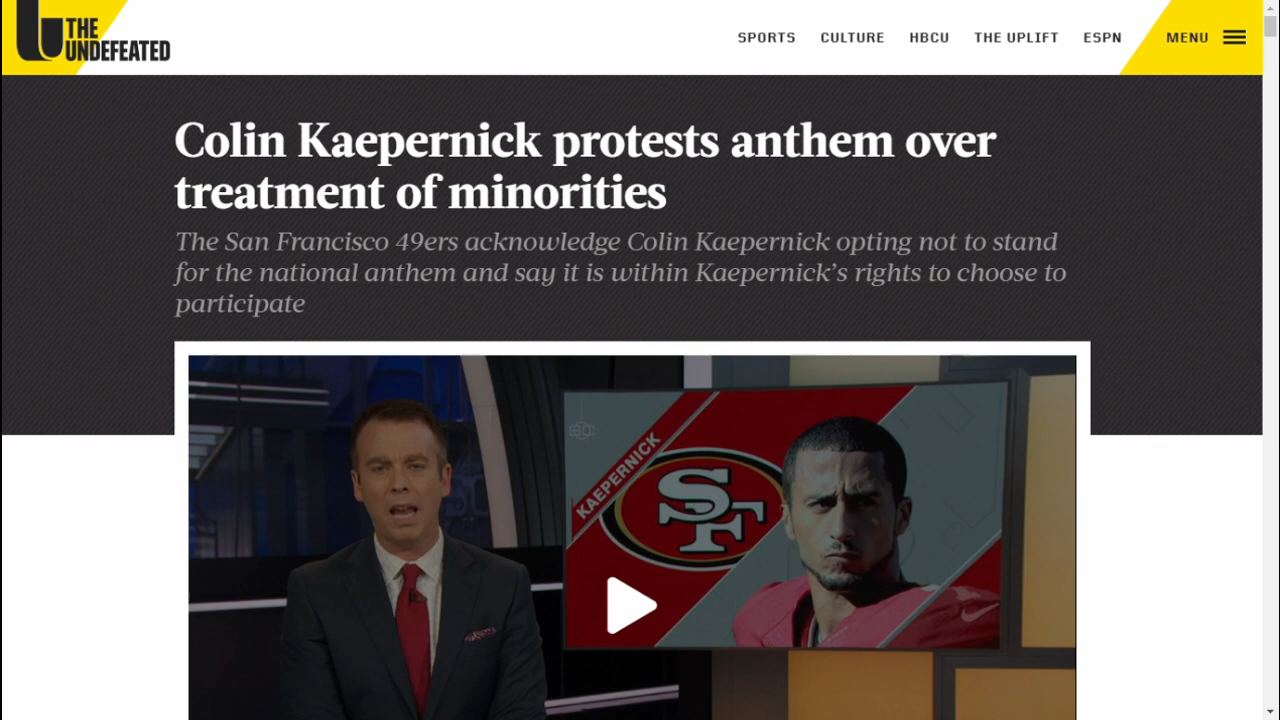 THE
UNDEFEATED
SPORTS CULTURE HBCU THE UPLIFT ESPN MENU
Colin Kaepernick protests anthem over
treatment of minorities
The San Francisco 49ers acknowledge Colin Kaepernick opting not to stand
for the national anthem and say it is within Kaepernick’s rights to choose to
participate
KAEPERNICK
SF